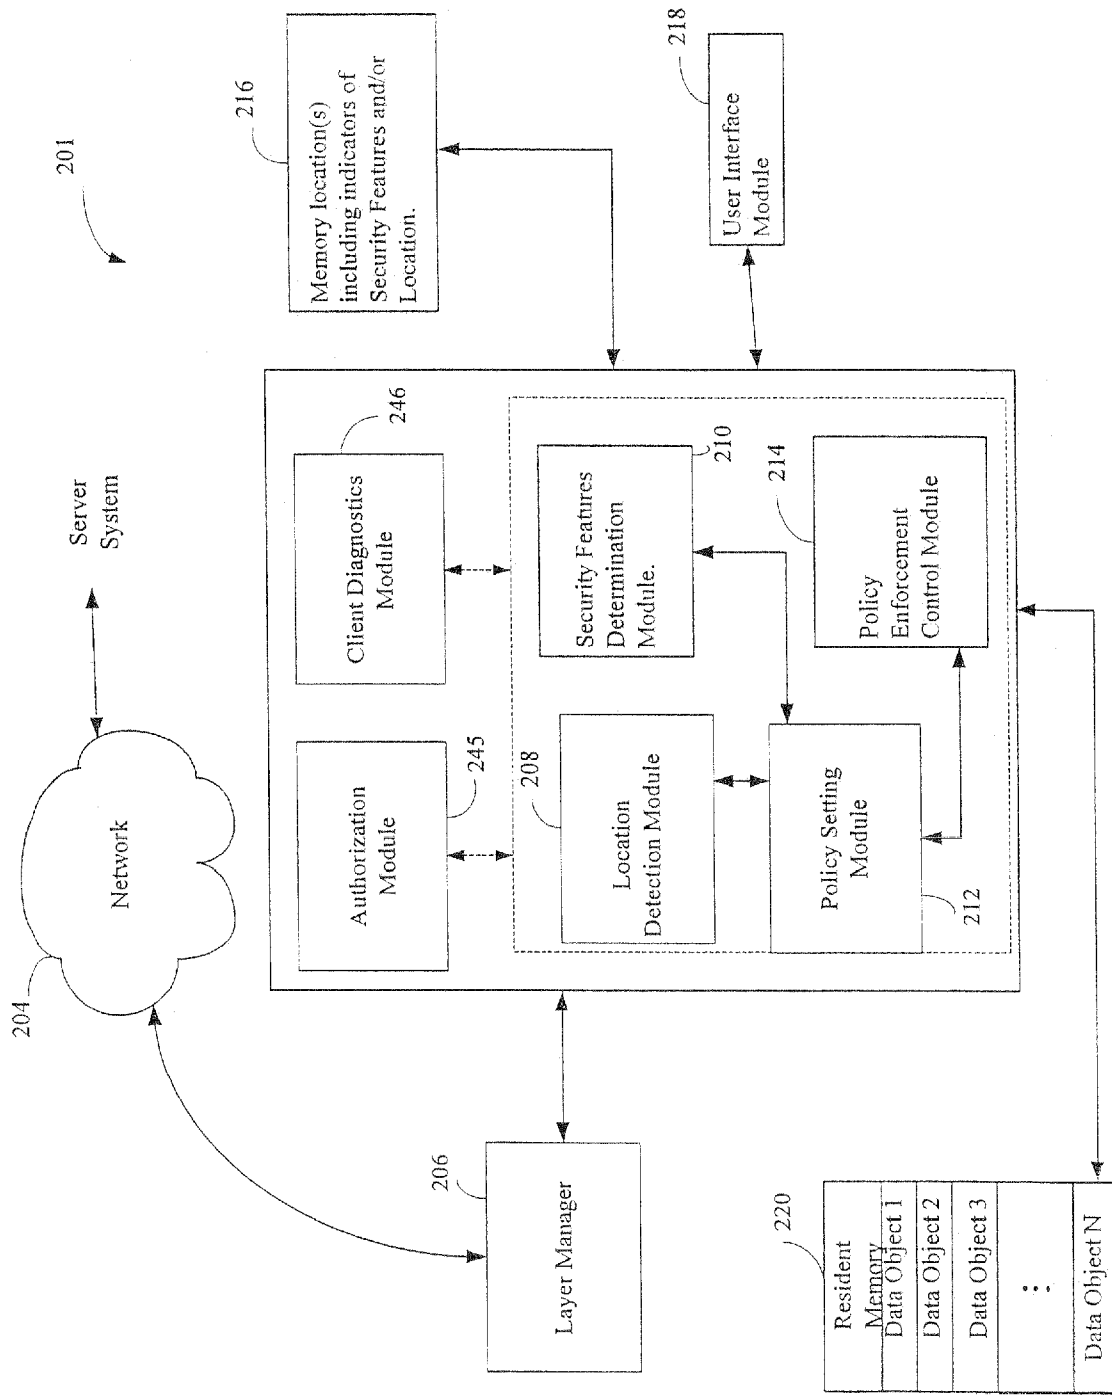 201
Server
System
Network
204
Memory location(s)
including indicators of
Security Features and/or
Location.
216
User Interface
Module
218
Authorization
Module
245
Client Diagnostics
Module
246
Location
Detection Module
208
Security Features
Determination
Module.
210
Policy Setting
Module
212
Policy
Enforcement
Control Module
214
Layer Manager
206
220
Resident
Memory
Data Object 1
Data Object 2
Data Object 3
...
Data Object N